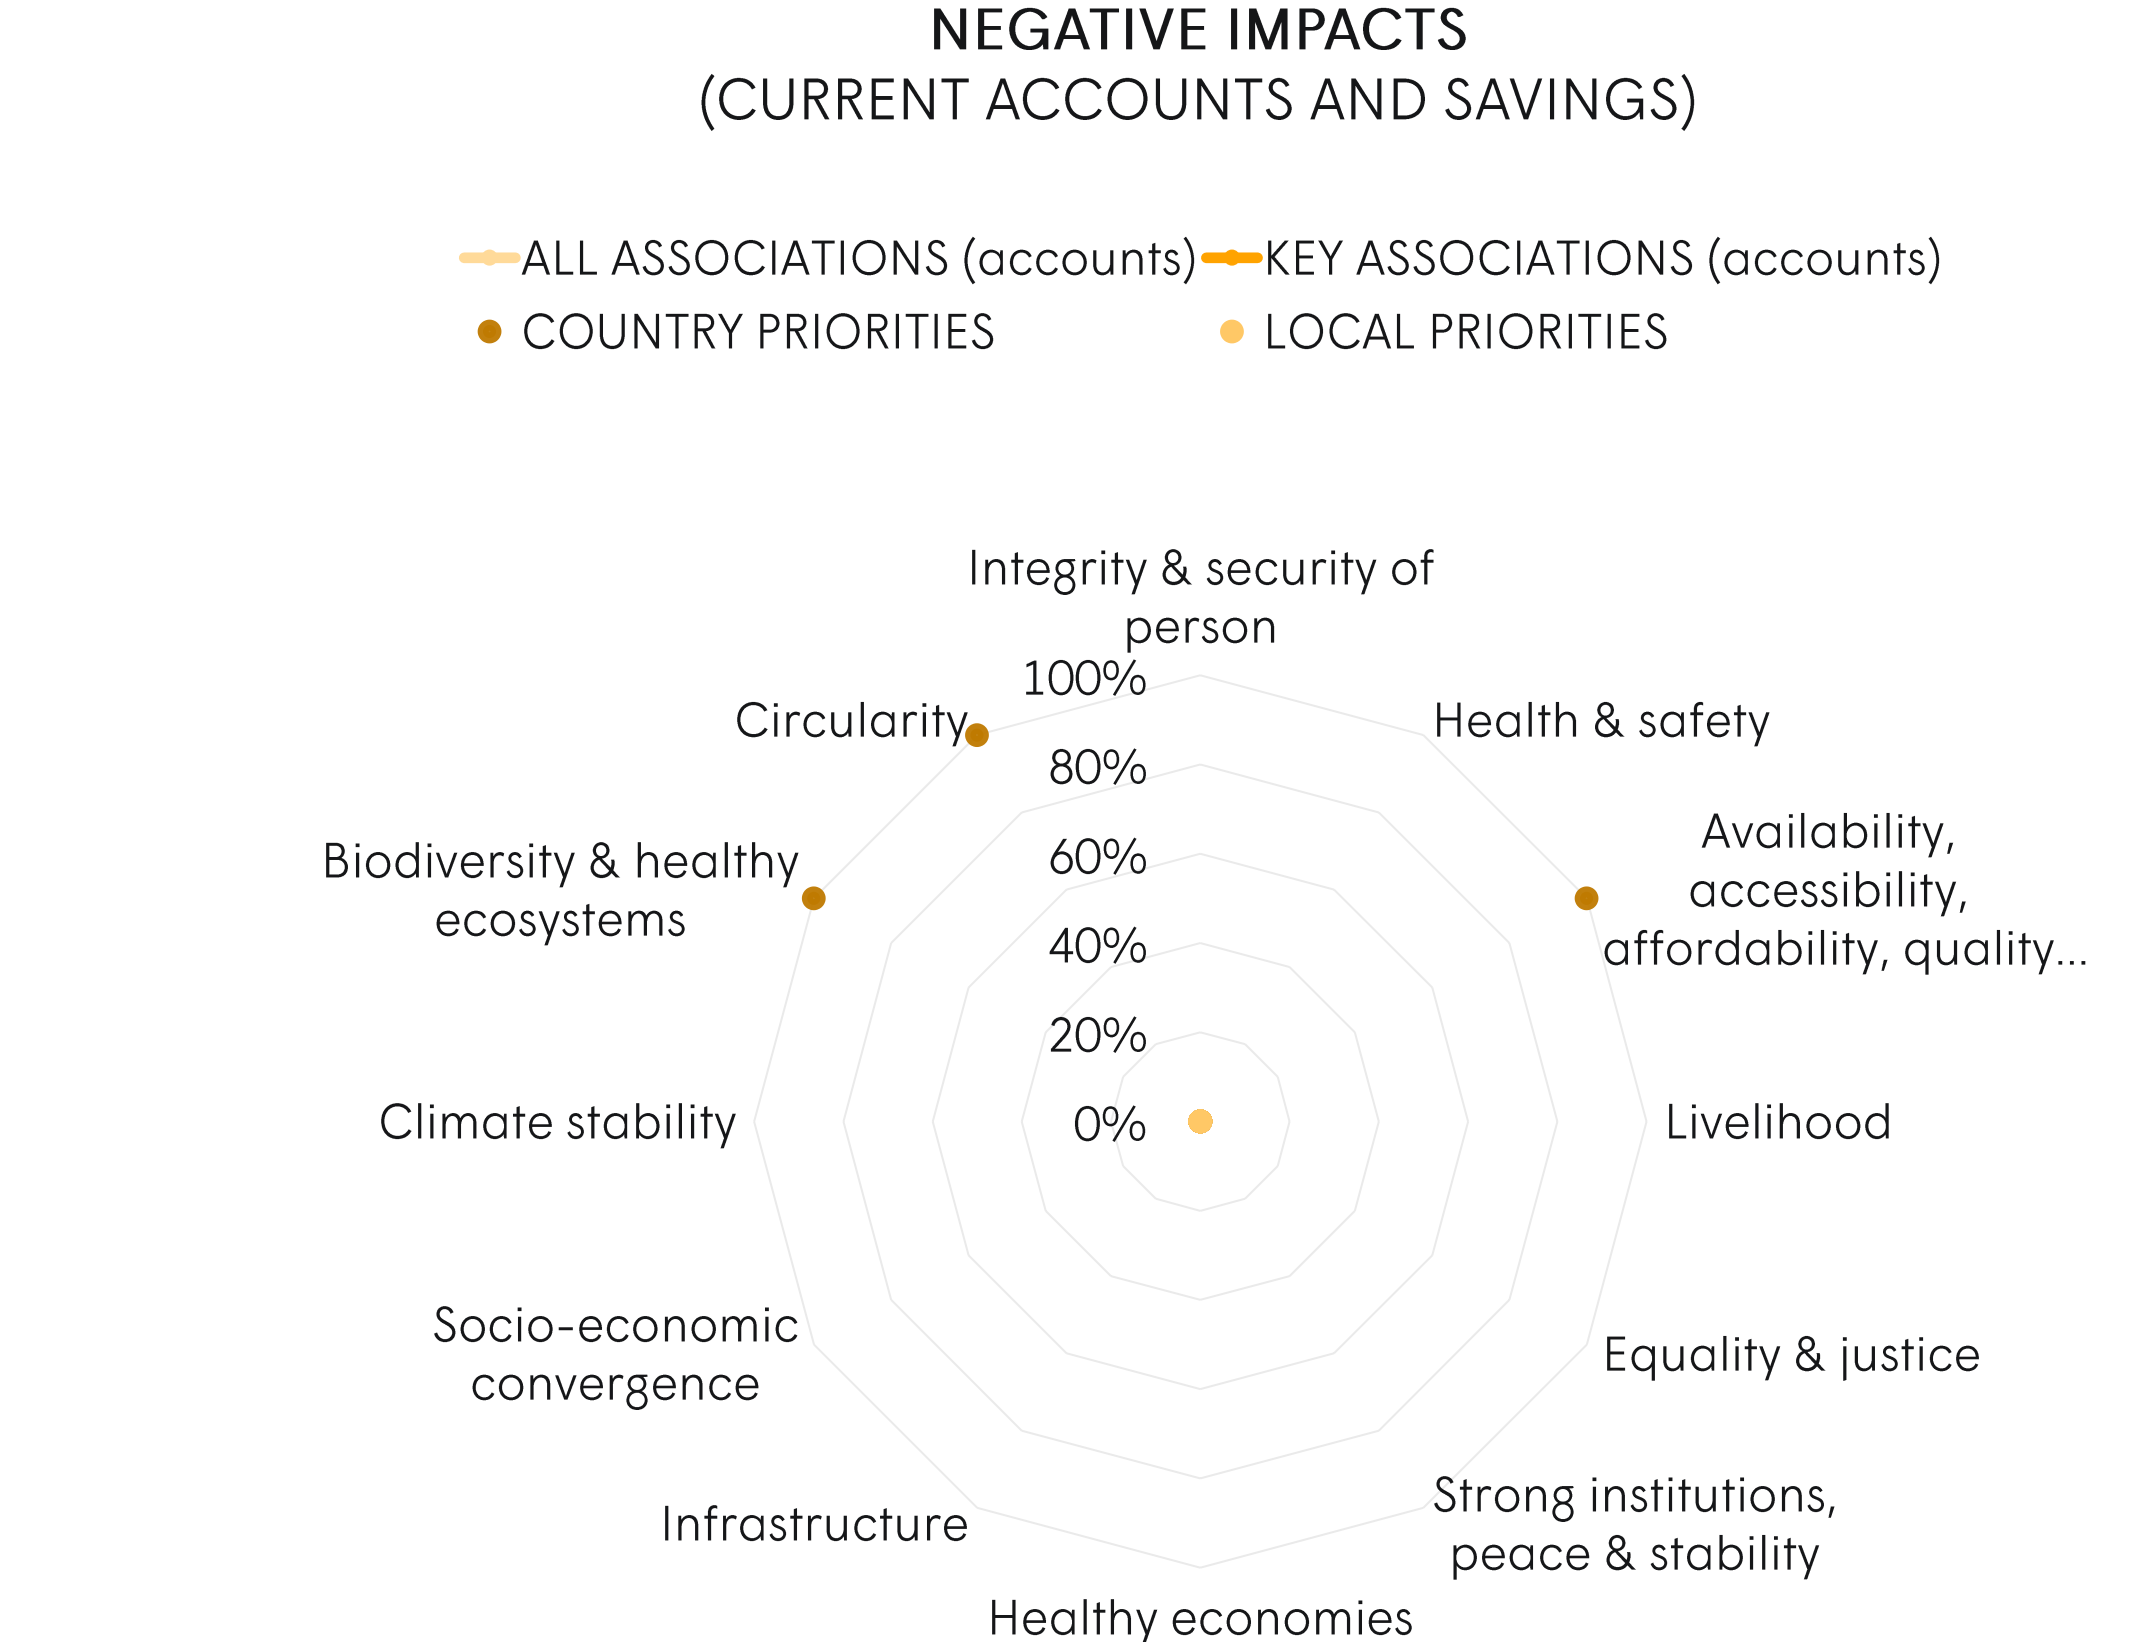 NEGATIVE IMPACTS
(CURRENT ACCOUNTS AND SAVINGS)
ALL ASSOCIATIONS (accounts)
KEY ASSOCIATIONS (accounts)
COUNTRY PRIORITIES
LOCAL PRIORITIES
Integrity & security of
person
100%
Circularity
Health & safety
80%
Availability,
accessibility,
affordability, quality...
60%
Biodiversity & healthy
ecosystems
40%
20%
0%
Climate stability
Livelihood
Socio-economic
convergence
Equality & justice
Infrastructure
Strong institutions,
peace & stability
Healthy economies